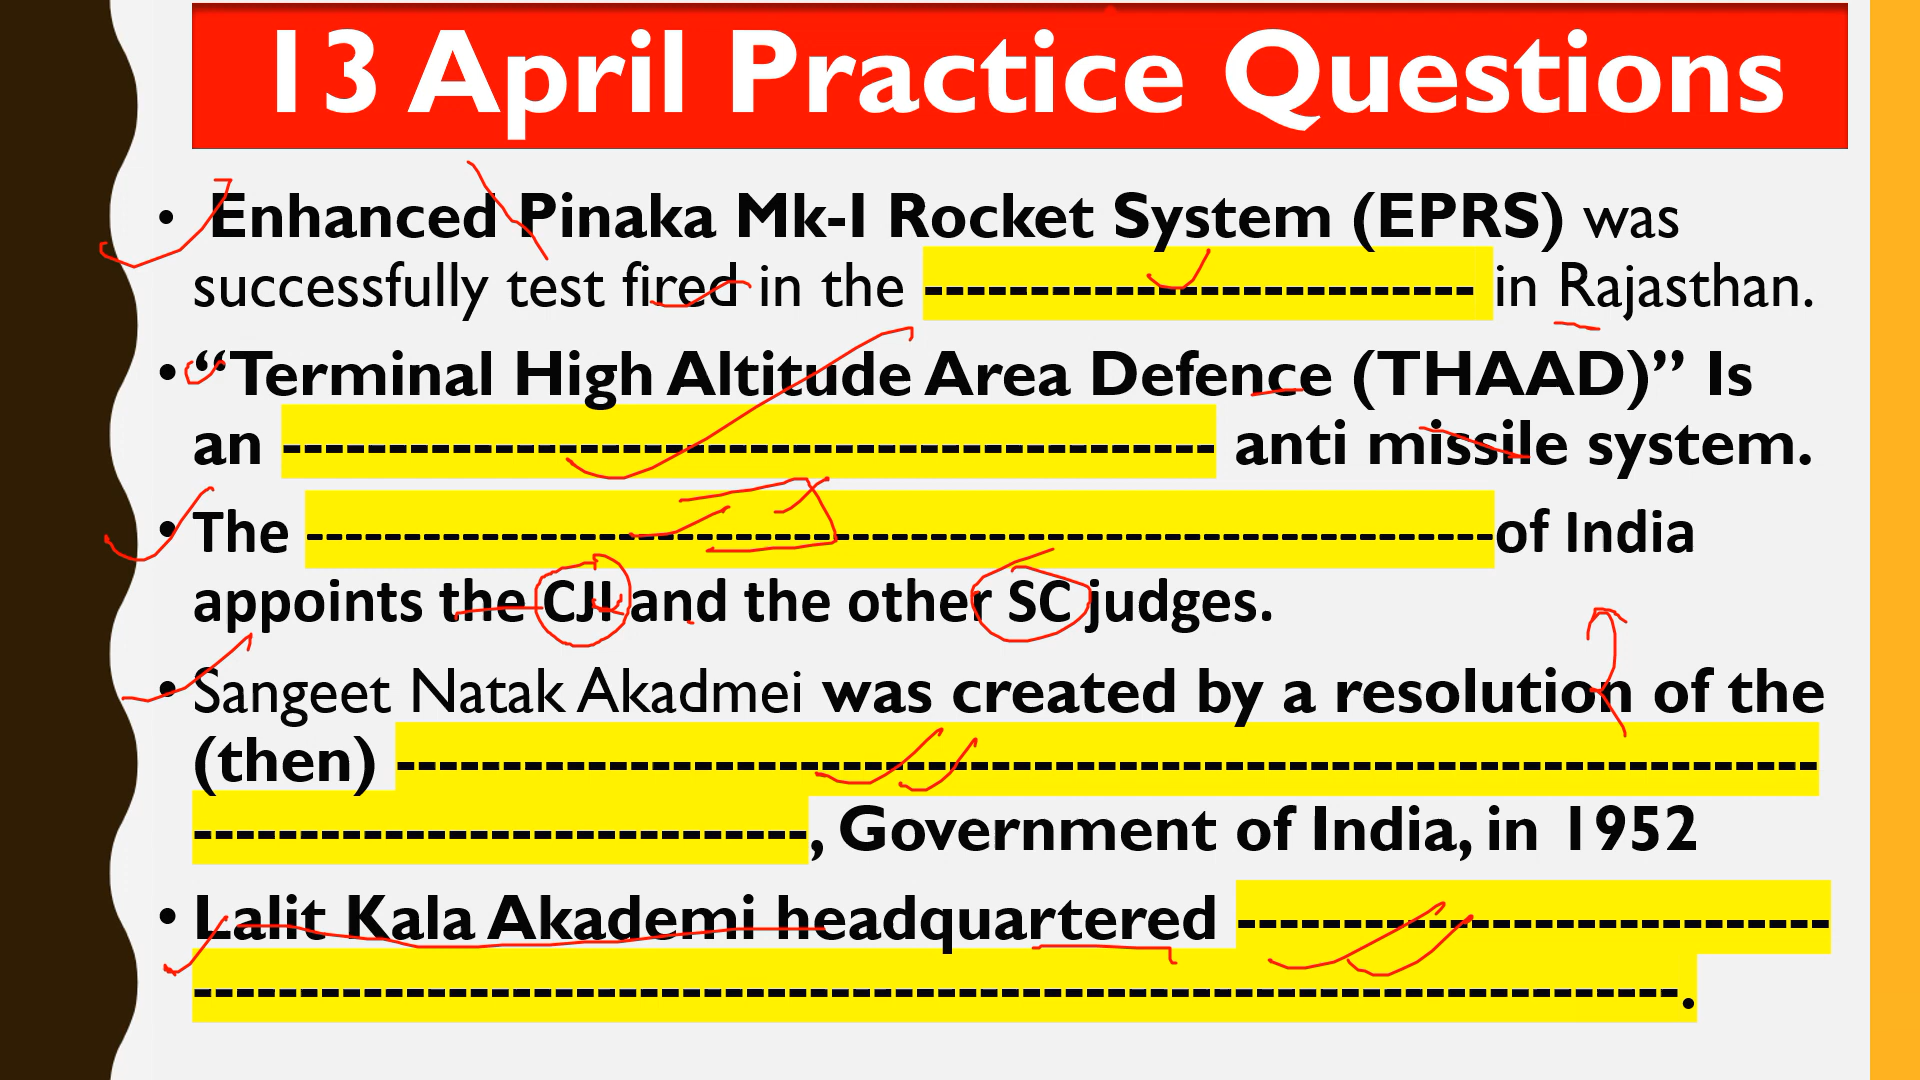 13 April Practice Questions
• Enhanced Pinaka Mk-I Rocket System (EPRS) was
successfully test fired in the -------------------------- in Rajasthan.
• “Terminal High Altitude Area Defence (THAAD)” Is
an -------------------------------------------- anti missile system.
• The --------------------------------------------------------of India
appoints the CJI and the other SC judges.
• Sangeet Natak Akadmei was created by a resolution of the
(then) -------------------------------------------------------------------
-----------------------------, Government of India, in 1952
• Lalit Kala Akademi headquartered ----------------------------
----------------------------------------------------------------------.